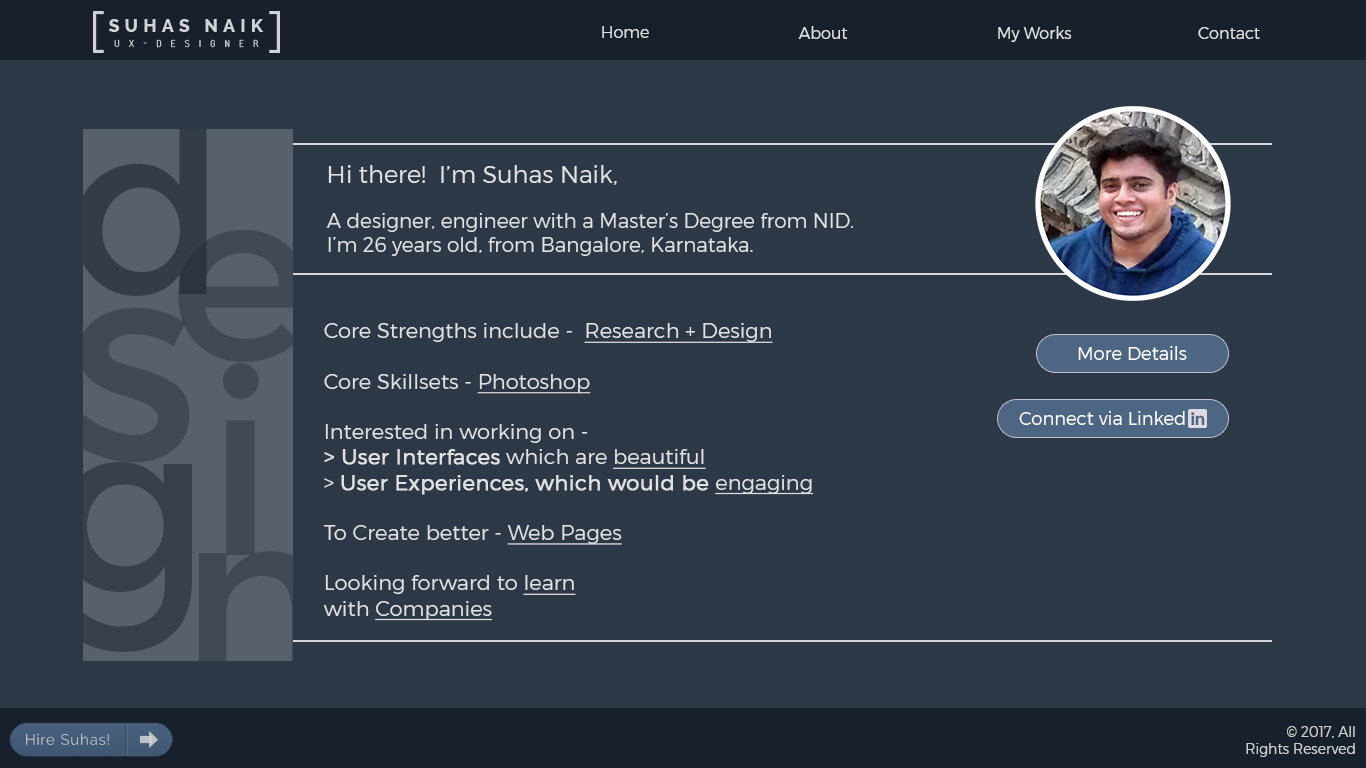 SUHAS NAIK
UX-DESIGNER
Home
About
My Works
Contact
design
Hi there!  I'm Suhas Naik,
A designer, engineer with a Master's Degree from NID.
I'm 26 years old, from Bangalore, Karnataka.
Core Strengths include -  Research + Design
Core Skillsets - Photoshop
Interested in working on -
> User Interfaces which are beautiful
> User Experiences, which would be engaging
To Create better - Web Pages
Looking forward to learn
with Companies
More Details
Connect via Linked in
Hire Suhas!
© 2017, All
Rights Reserved